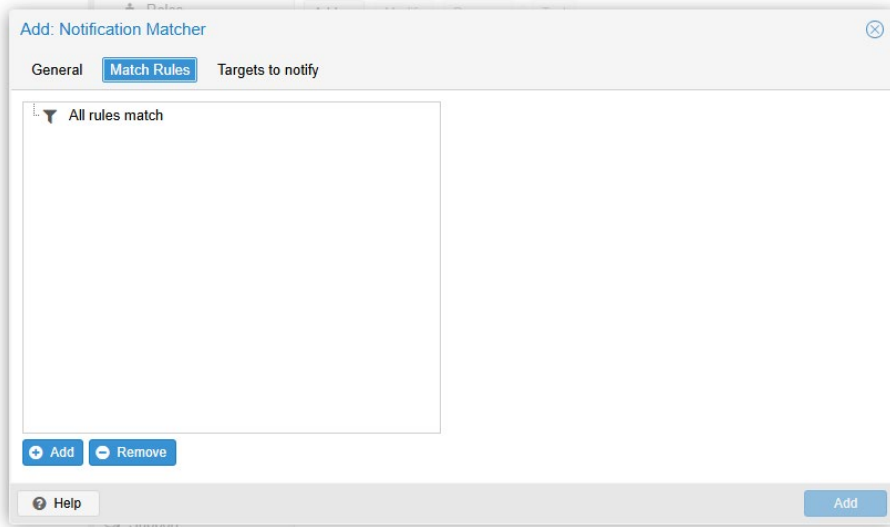 Add: Notification Matcher
General Match Rules Targets to notify
All rules match
Add Remove
Help Add